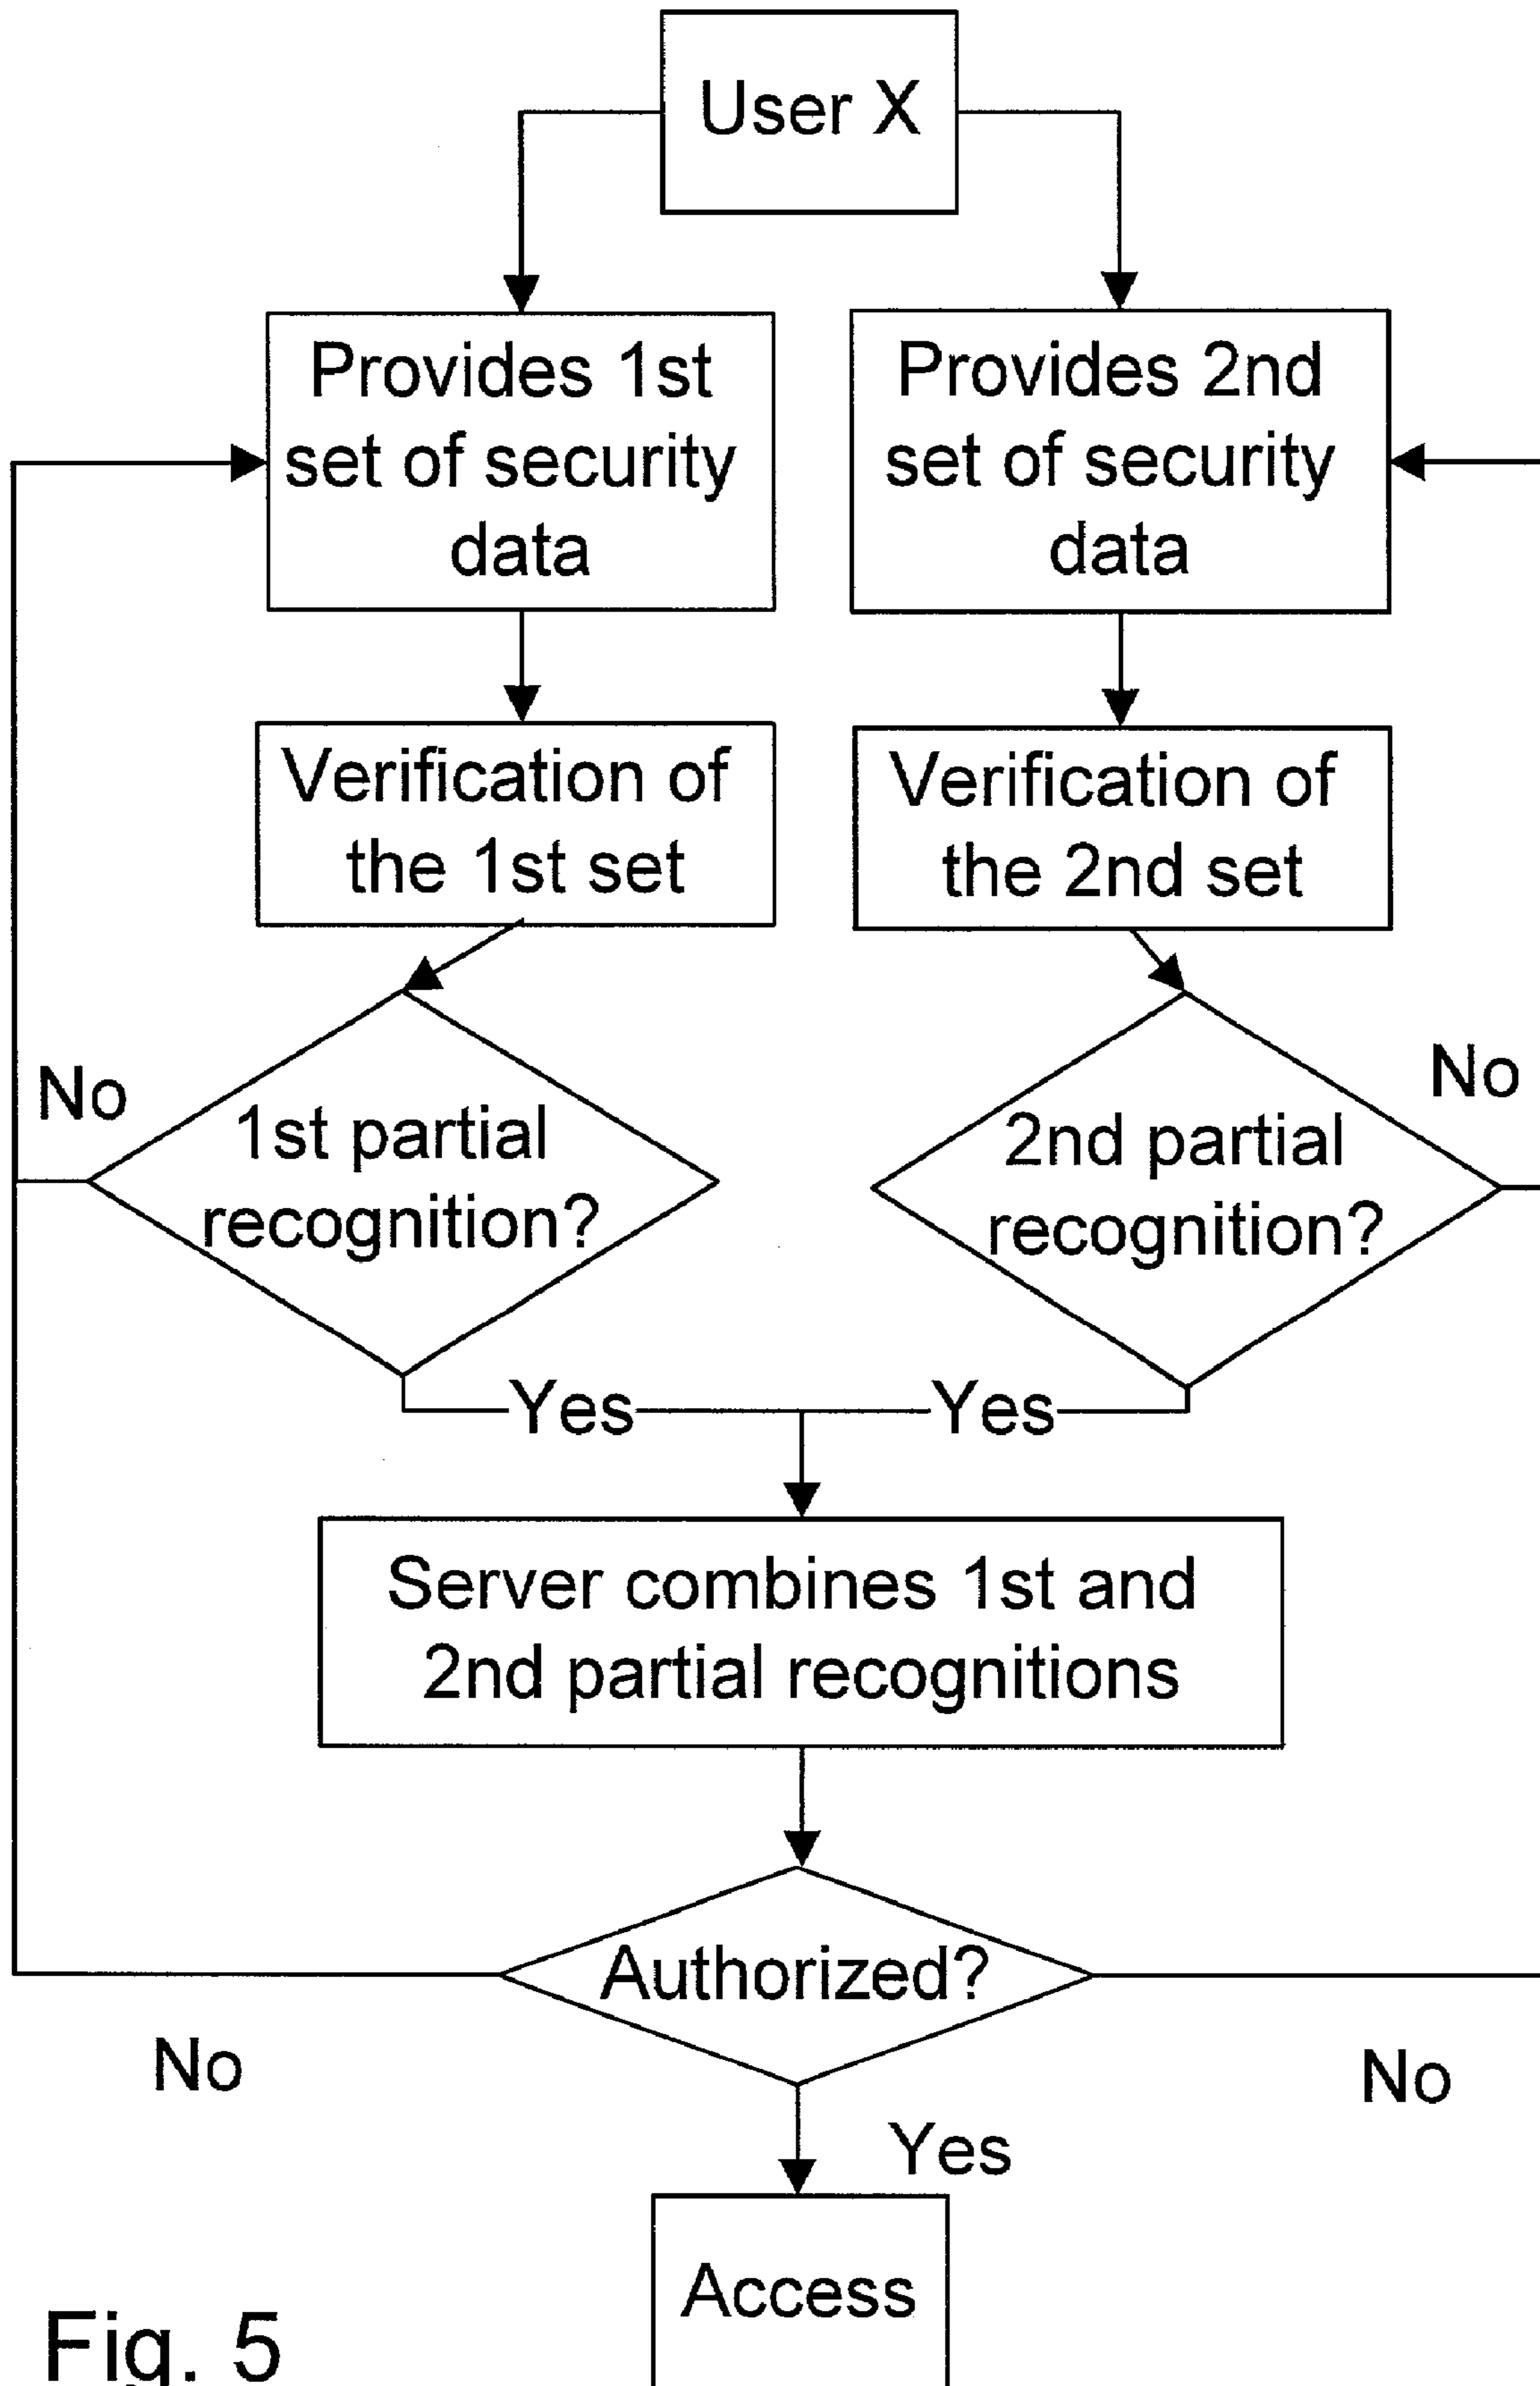 User X
Provides 1st
set of security
data
Provides 2nd
set of security
data
Verification of
the 1st set
Verification of
the 2nd set
No
1st partial
recognition?
2nd partial
recognition?
No
Yes
Yes
Server combines 1st and
2nd partial recognitions
Authorized?
No
No
Yes
Access
Fig. 5